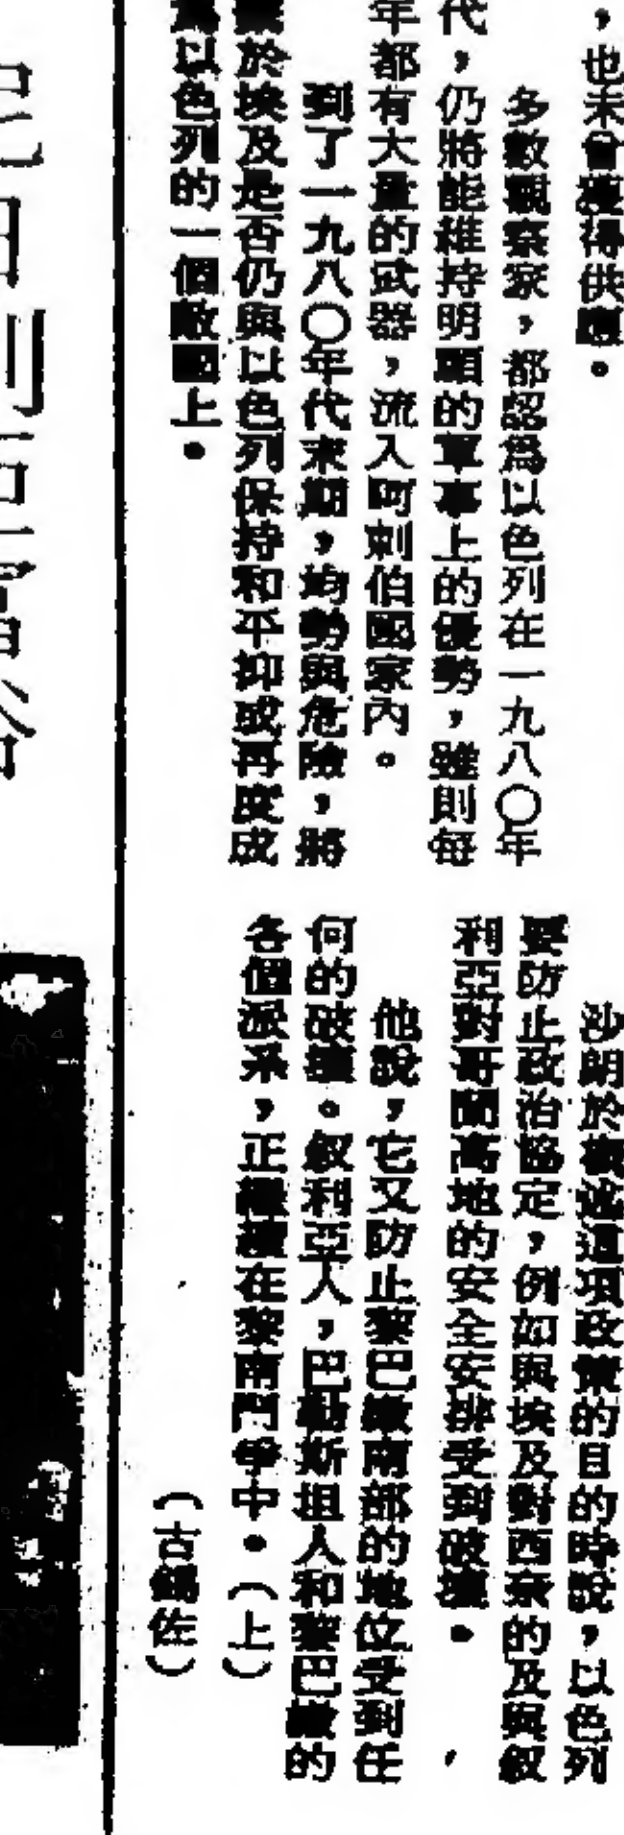 ，也未曾獲得供應。
多數觀察家，都認爲以色列在一九八〇年
代，仍將能維持明顯的軍事上的優勢，雖則每
年都有大量的武器，流入阿剌伯國家內。
到了一九八〇年代末期，均勢與危險，將
繫於埃及是否仍與以色列保持和平抑或再度成
爲以色列的一個敵國上。
沙朗於概述這項政策的目的時說，以色列
要防止政治協定，例如與埃及對西奈的及與叙
利亞對哥蘭高地的安全安排受到破壞。
他說，它又防止黎巴嫩南部的地位受到任
何的破壞。叙利亞人，巴勒斯坦人和黎巴嫩的
各個派系，正繼續在黎南鬥爭中。（上）
（古錫佐）